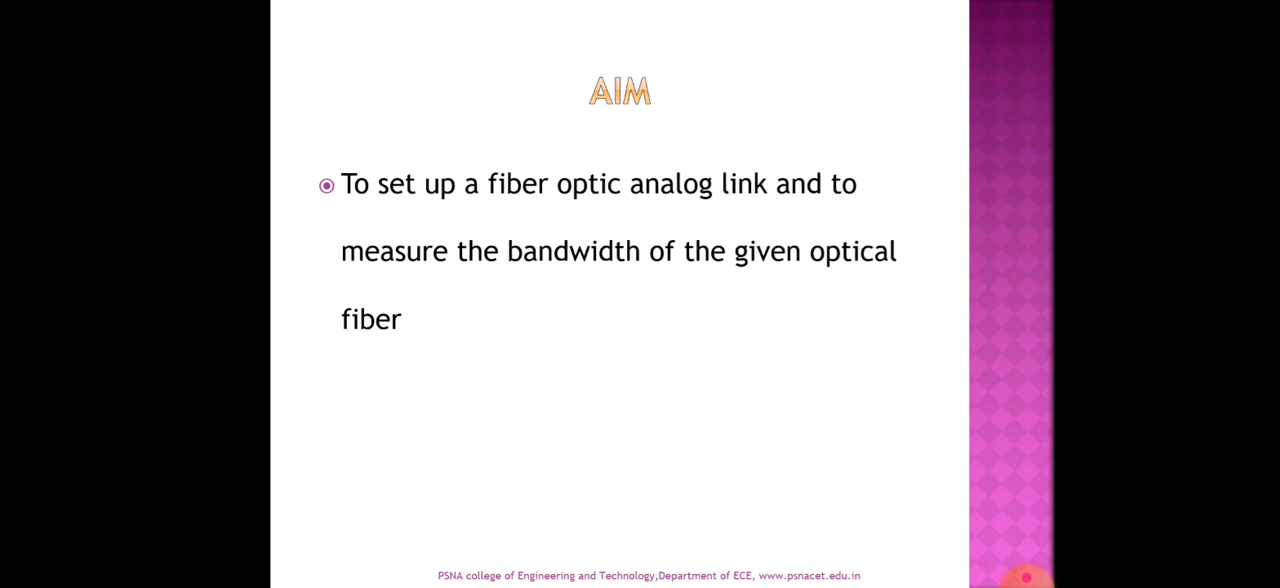 AIM
To set up a fiber optic analog link and to
measure the bandwidth of the given optical
fiber
PSNA college of Engineering and Technology,Department of ECE, www.psnacet.edu.in